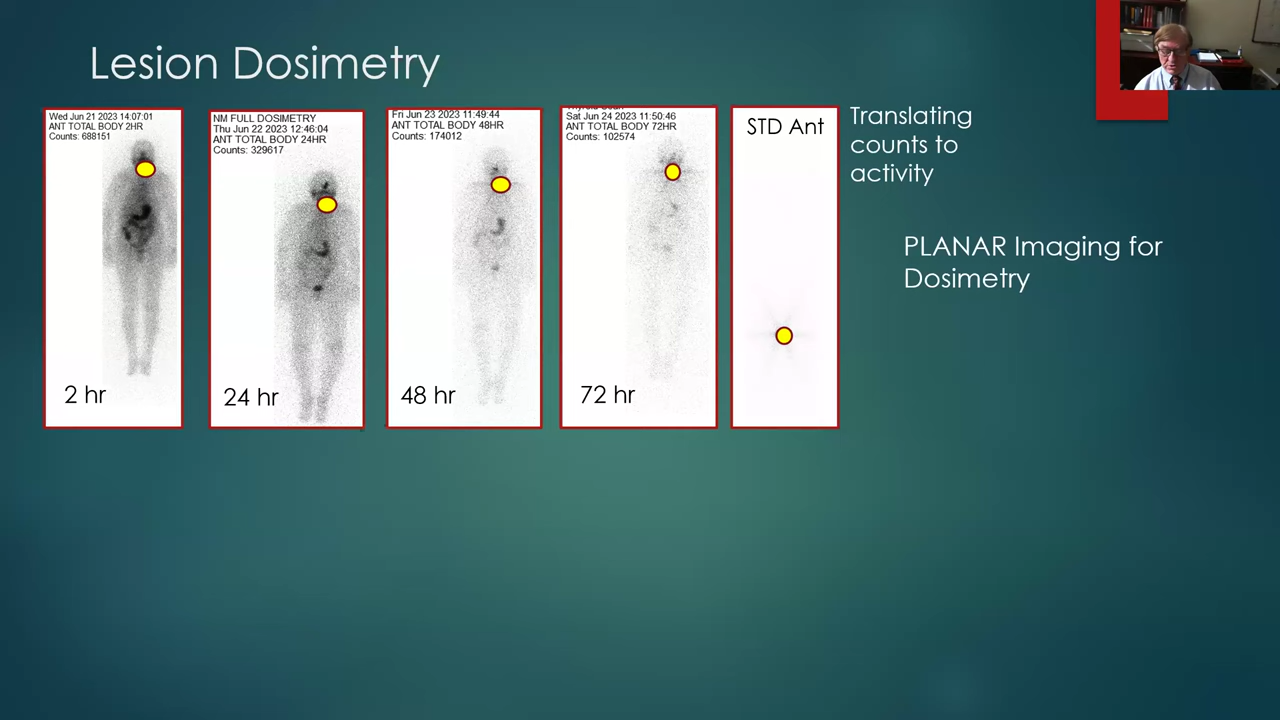 Lesion Dosimetry
Wed Jun 21 2023 14:07:01
ANT TOTAL BODY 2HR
Counts: 688151
2 hr
NM FULL DOSIMETRY
Thu Jun 22 2023 12:46:04
ANT TOTAL BODY 24HR
Counts: 329617
24 hr
Fri Jun 23 2023 11:49:44
ANT TOTAL BODY 48HR
Counts: 174012
48 hr
Sat Jun 24 2023 11:50:46
ANT TOTAL BODY 72HR
Counts: 102574
72 hr
STD Ant
Translating
counts to
activity
PLANAR Imaging for
Dosimetry